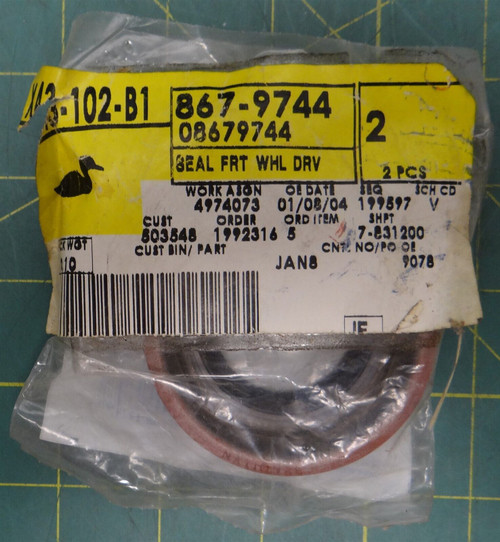 -102-B1
867-9744
08679744
SEAL FRT WHL DRV
2
2 PCS
WORK ASGN OE DATE SEQ SCH CD
4974073 01/08/04 199597 V
CUST ORDER ORD ITEM SHPT
503548 1992316 5 7-831200
CUST BIN/ PART CNTL NO/PO OE
JAN8 9078
WGT